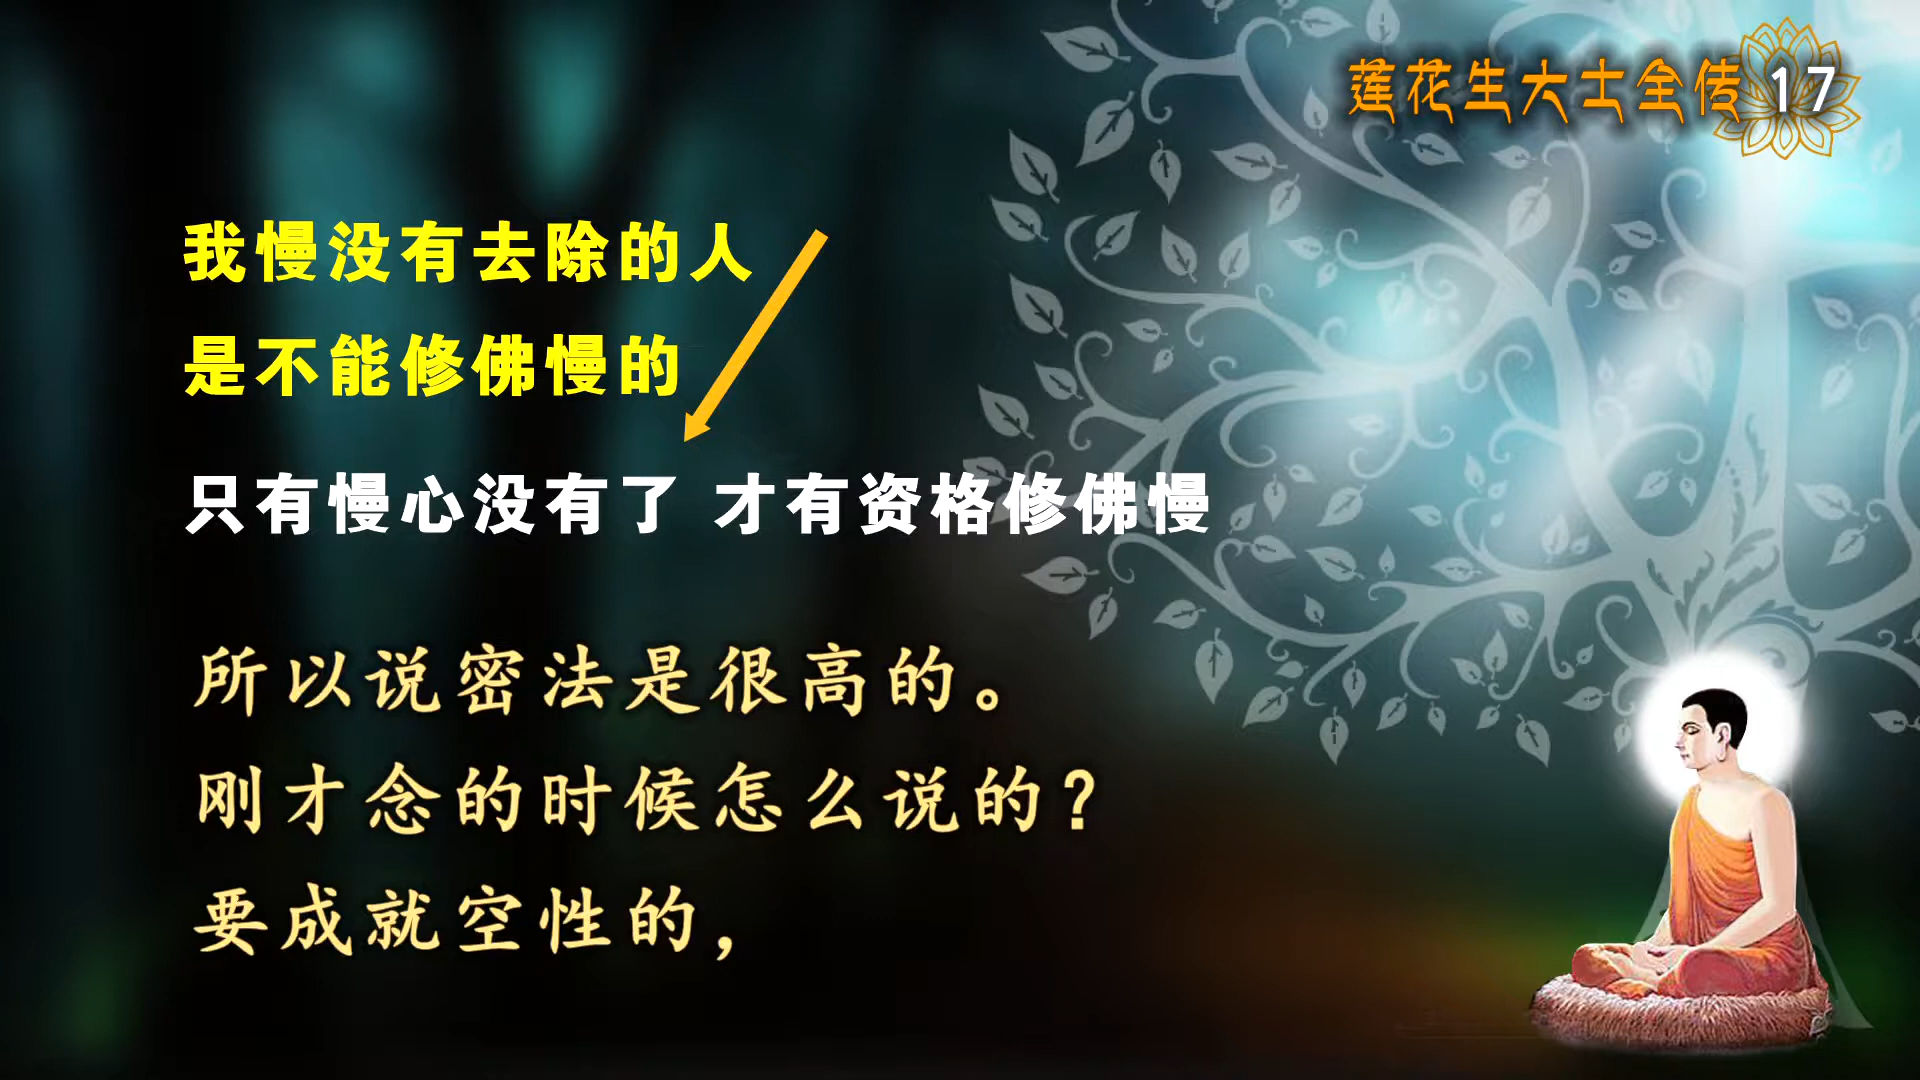 莲花生大士全传 17
我慢没有去除的人
是不能修佛慢的
只有慢心没有了 才有资格修佛慢
所以说密法是很高的。
刚才念的时候怎么说的？
要成就空性的，